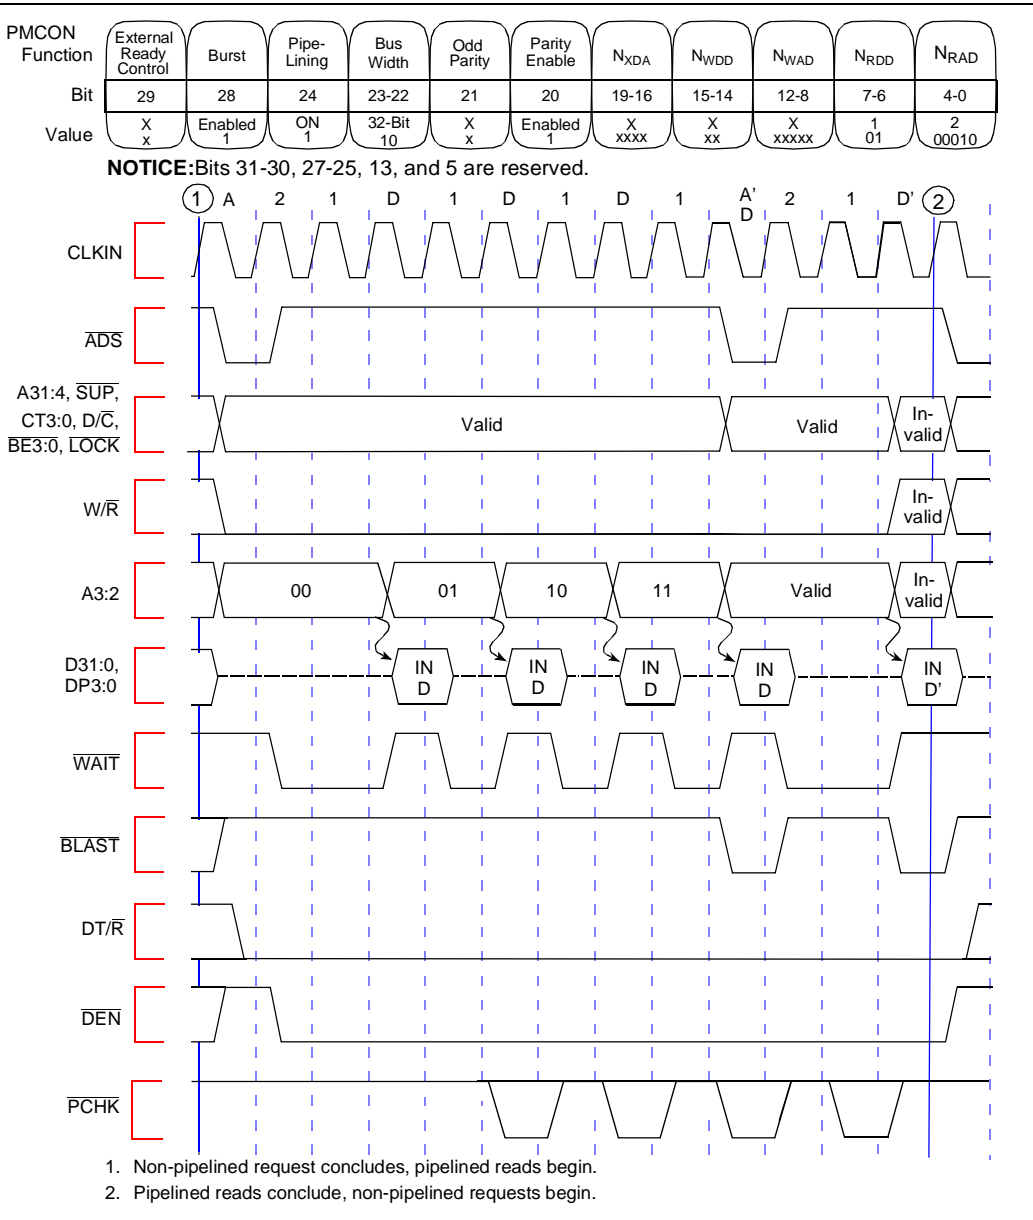 PMCON Function
External Ready Control
Burst
Pipe-Lining
Bus Width
Odd Parity
Parity Enable
NXDA
NWDD
NWAD
NRDD
NRAD
Bit
29
28
24
23-22
21
20
19-16
15-14
12-8
7-6
4-0
Value
X x
Enabled 1
ON 1
32-Bit 10
X x
Enabled 1
X xxxx
X xx
X xxxxx
1 01
2 00010
NOTICE:Bits 31-30, 27-25, 13, and 5 are reserved.
1 A 2 1 D 1 D 1 D 1 A' D 2 1 D' 2
CLKIN
ADS
A31:4, SUP,
CT3:0, D/C,
BE3:0, LOCK
Valid
Valid
In-
valid
W/R
In-
valid
A3:2
00
01
10
11
Valid
In-
valid
D31:0,
DP3:0
IN D
IN D
IN D
IN D
IN D'
WAIT
BLAST
DT/R
DEN
PCHK
1. Non-pipelined request concludes, pipelined reads begin.
2. Pipelined reads conclude, non-pipelined requests begin.